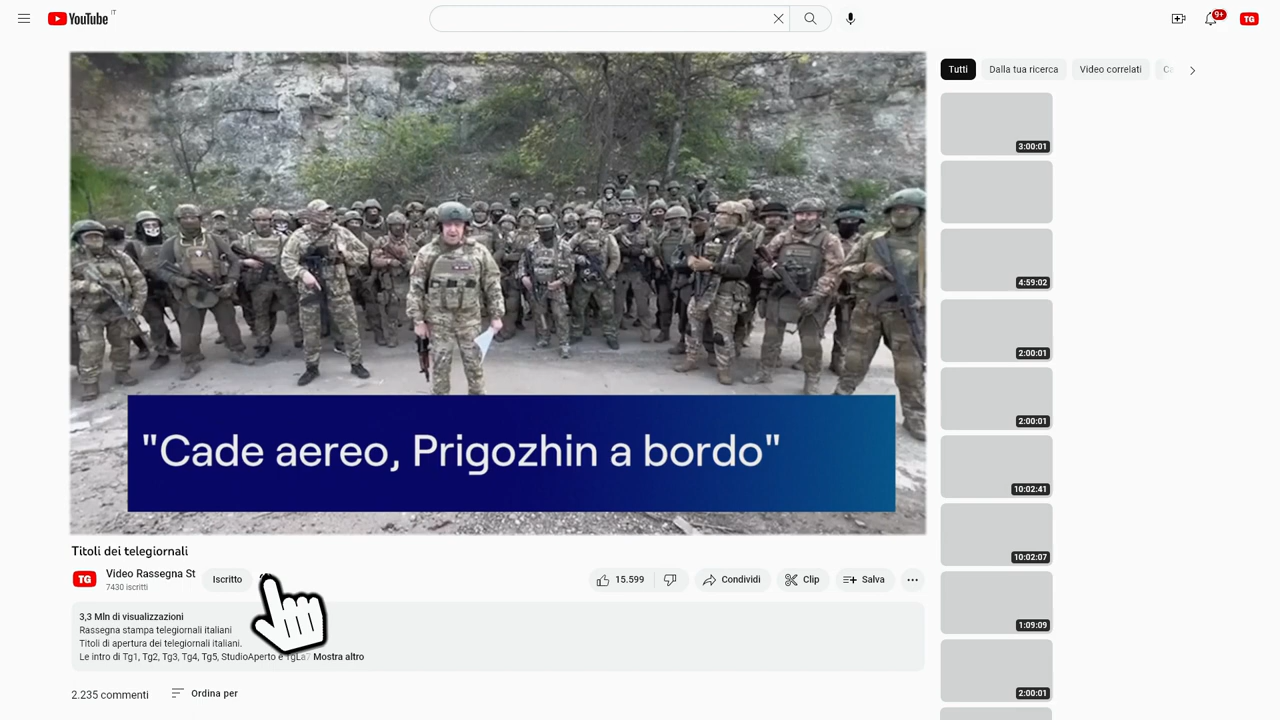 YouTube
IT
9+
TG
Tutti
Dalla tua ricerca
Video correlati
"Cade aereo, Prigozhin a bordo"
3:00:01
4:59:02
2:00:01
2:00:01
10:02:41
10:02:07
1:09:09
2:00:01
Titoli dei telegiornali
TG
Video Rassegna St
7430 iscritti
Iscritto
15.599
Condividi
Clip
Salva
3,3 Mln di visualizzazioni
Rassegna stampa telegiornali italiani
Titoli di apertura dei telegiornali italiani.
Le intro di Tg1, Tg2, Tg3, Tg4, Tg5, StudioAperto e TgLa7 Mostra altro
2.235 commenti
Ordina per